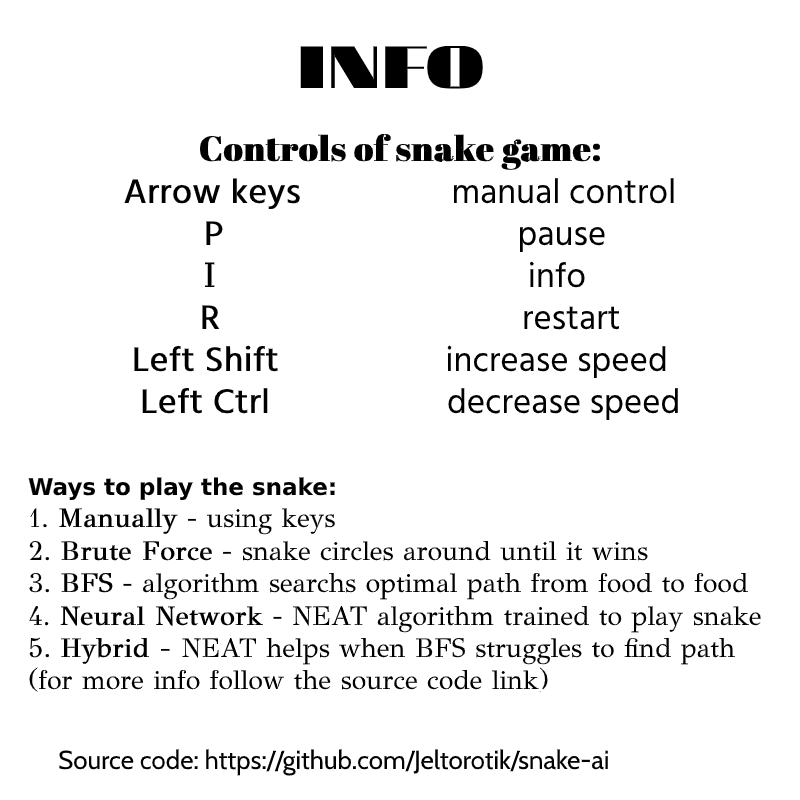 INFO
Controls of snake game:
Arrow keys manual control
P pause
I info
R restart
Left Shift increase speed
Left Ctrl decrease speed
Ways to play the snake:
1. Manually - using keys
2. Brute Force - snake circles around until it wins
3. BFS - algorithm searchs optimal path from food to food
4. Neural Network - NEAT algorithm trained to play snake
5. Hybrid - NEAT helps when BFS struggles to find path
(for more info follow the source code link)
Source code: https://github.com/Jeltorotik/snake-ai